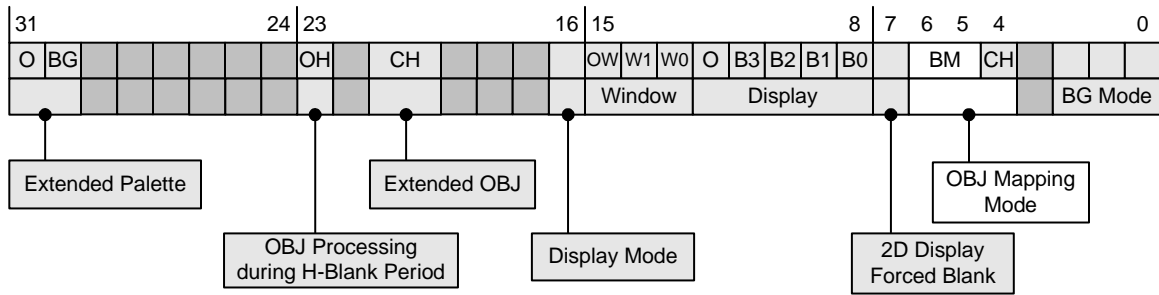 31 24 23 16 15 8 7 6 5 4 0
O BG OH CH OW W1 W0 O B3 B2 B1 B0 BM CH
Window Display BG Mode
Extended Palette
Extended OBJ
OBJ Mapping
Mode
OBJ Processing
during H-Blank Period
Display Mode
2D Display
Forced Blank